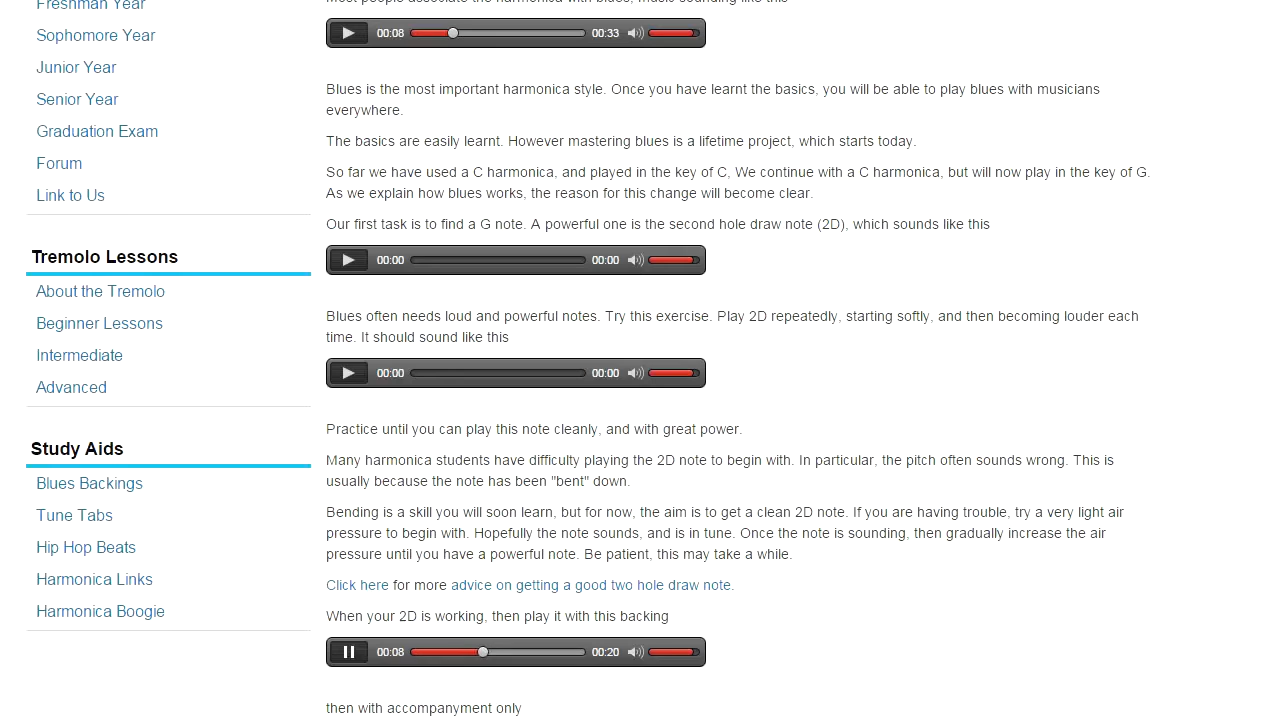 Freshman Year
Sophomore Year
Junior Year
Senior Year
Graduation Exam
Forum
Link to Us
Tremolo Lessons
About the Tremolo
Beginner Lessons
Intermediate
Advanced
Study Aids
Blues Backings
Tune Tabs
Hip Hop Beats
Harmonica Links
Harmonica Boogie
Most people associate the harmonica with blues, music sounding like this
00:08 00:33
Blues is the most important harmonica style. Once you have learnt the basics, you will be able to play blues with musicians
everywhere.
The basics are easily learnt. However mastering blues is a lifetime project, which starts today.
So far we have used a C harmonica, and played in the key of C, We continue with a C harmonica, but will now play in the key of G.
As we explain how blues works, the reason for this change will become clear.
Our first task is to find a G note. A powerful one is the second hole draw note (2D), which sounds like this
00:00 00:00
Blues often needs loud and powerful notes. Try this exercise. Play 2D repeatedly, starting softly, and then becoming louder each
time. It should sound like this
00:00 00:00
Practice until you can play this note cleanly, and with great power.
Many harmonica students have difficulty playing the 2D note to begin with. In particular, the pitch often sounds wrong. This is
usually because the note has been "bent" down.
Bending is a skill you will soon learn, but for now, the aim is to get a clean 2D note. If you are having trouble, try a very light air
pressure to begin with. Hopefully the note sounds, and is in tune. Once the note is sounding, then gradually increase the air
pressure until you have a powerful note. Be patient, this may take a while.
Click here for more advice on getting a good two hole draw note.
When your 2D is working, then play it with this backing
00:08 00:20
then with accompanyment only